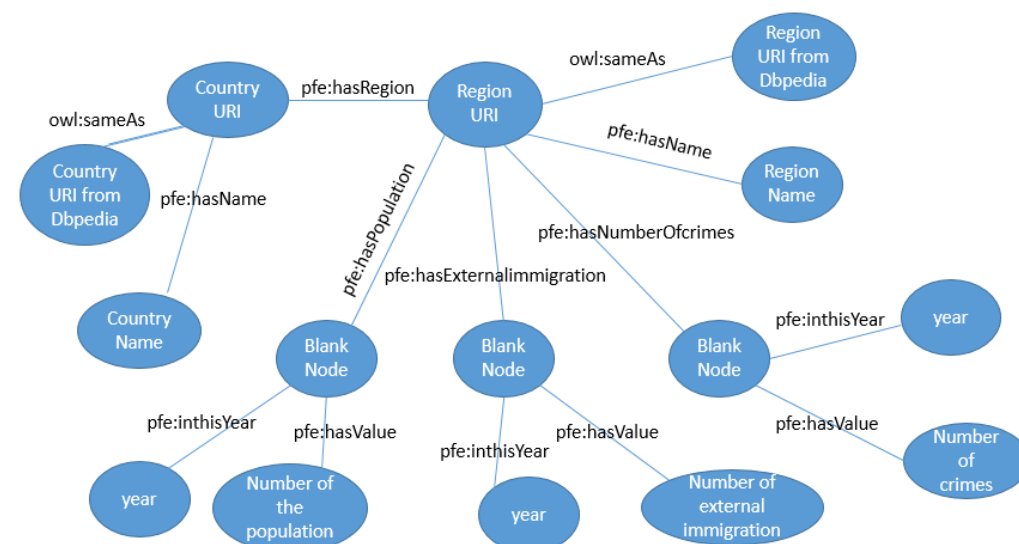 Region
URI from
Dbpedia
owl:sameAs
Country
URI
pfe:hasRegion
Region
URI
owl:sameAs
pfe:hasName
Country
URI from
Dbpedia
pfe:hasName
Region
Name
pfe:hasPopulation
pfe:hasNumberOfcrimes
pfe:hasExternalimmigration
Country
Name
Blank
Node
Blank
Node
Blank
Node
pfe:inthisYear
year
pfe:inthisYear
pfe:hasValue
pfe:inthisYear
pfe:hasValue
pfe:hasValue
year
Number of
the
population
year
Number of
external
immigration
Number
of
crimes